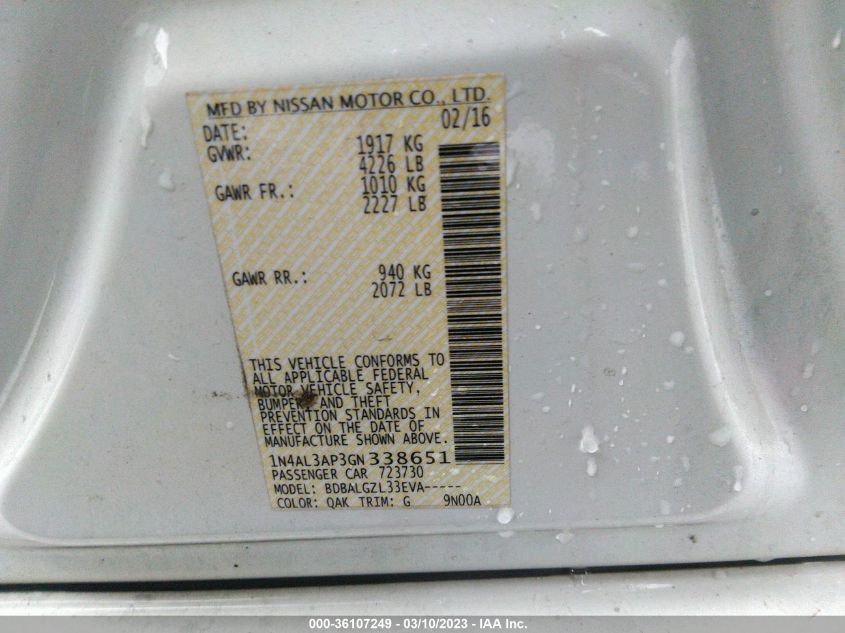 MFD BY NISSAN MOTOR CO., LTD.
DATE: 02/16
GVWR: 1917 KG
4226 LB
GAWR FR.: 1010 KG
2227 LB
GAWR RR.: 940 KG
2072 LB
THIS VEHICLE CONFORMS TO
ALL APPLICABLE FEDERAL
MOTOR VEHICLE SAFETY,
BUMPER AND THEFT
PREVENTION STANDARDS IN
EFFECT ON THE DATE OF
MANUFACTURE SHOWN ABOVE.
1N4AL3AP3GN338651
PASSENGER CAR 723730
MODEL: BDBALGZL33EVA-----
COLOR: QAK TRIM: G 9N00A
000-36107249 - 03/10/2023 - IAA Inc.